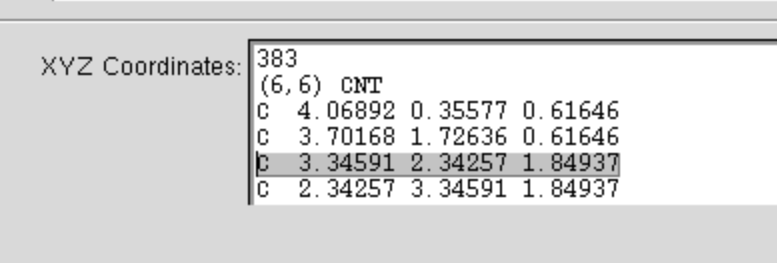 XYZ Coordinates:
383
(6,6) CNT
C 4.06892 0.35577 0.61646
C 3.70168 1.72636 0.61646
C 3.34591 2.34257 1.84937
C 2.34257 3.34591 1.84937